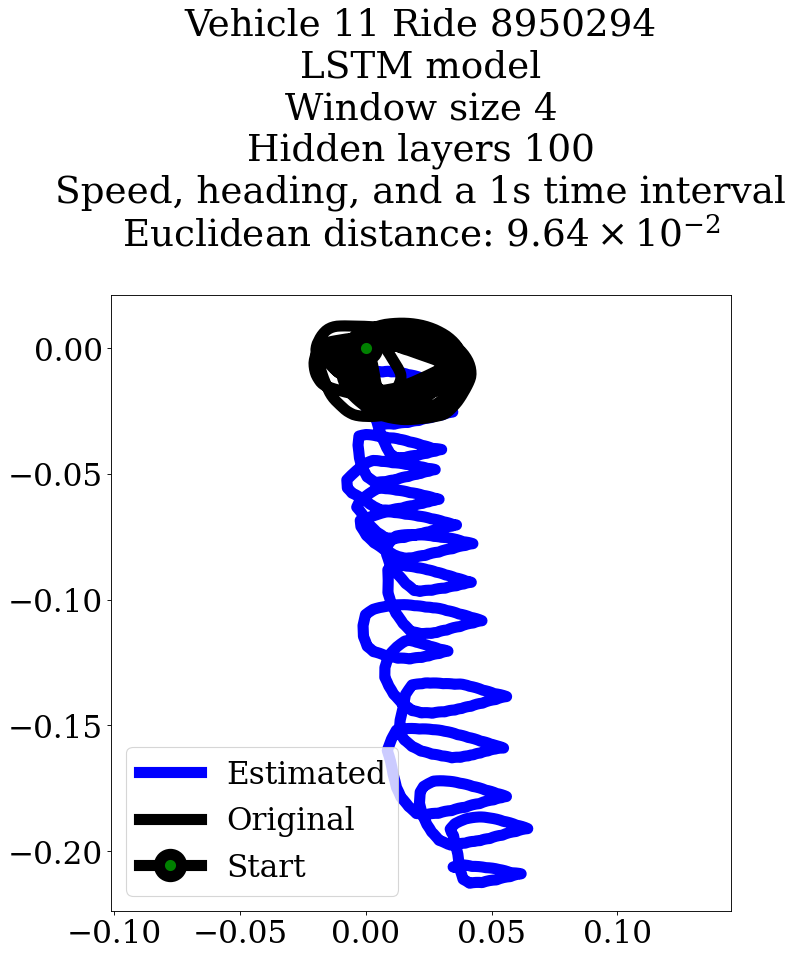 Vehicle 11 Ride 8950294
LSTM model
Window size 4
Hidden layers 100
Speed, heading, and a 1s time interval
Euclidean distance: 9.64 × 10⁻²
0.00
−0.05
−0.10
−0.15
−0.20
Estimated
Original
Start
−0.10 −0.05 0.00 0.05 0.10